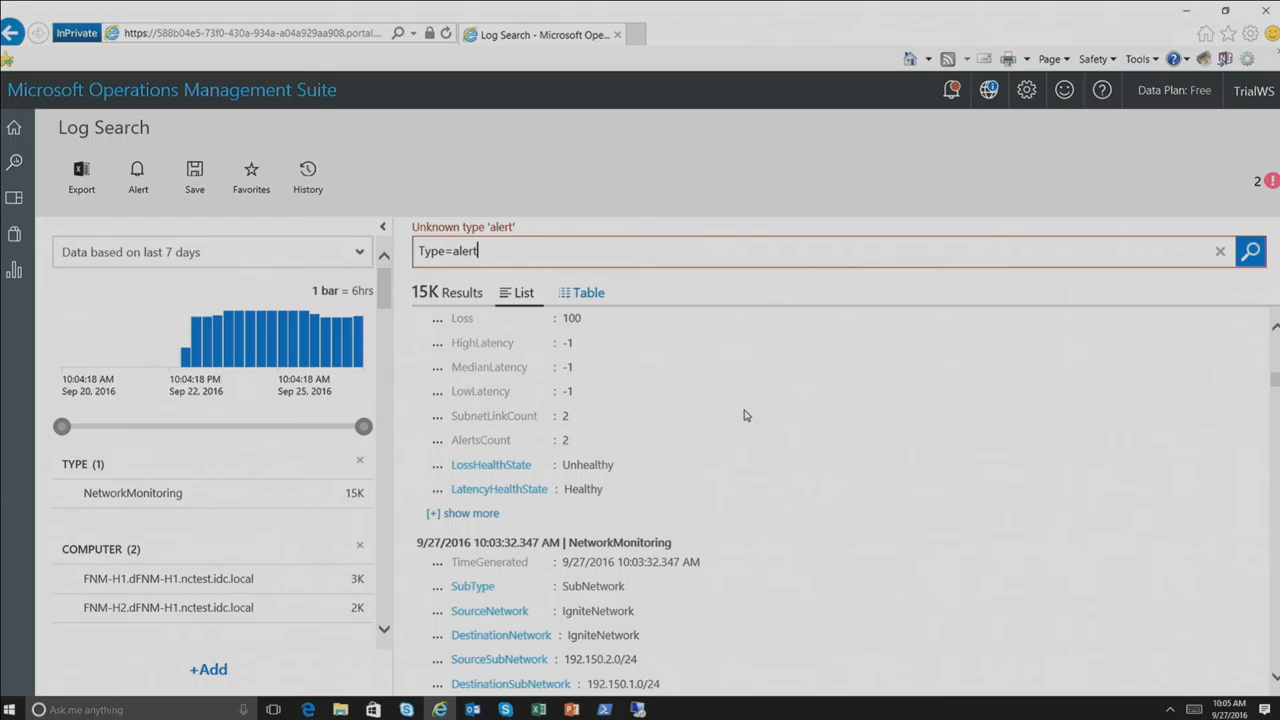 InPrivate
https://588b04e5-73f0-430a-934a-a04a929aa908.portal...
Log Search - Microsoft Ope...
Page
Safety
Tools
Microsoft Operations Management Suite
Data Plan: Free
TrialWS
Log Search
Export
Alert
Save
Favorites
History
2
Data based on last 7 days
1 bar = 6hrs
10:04:18 AM
Sep 20, 2016
10:04:18 PM
Sep 22, 2016
10:04:18 AM
Sep 25, 2016
TYPE (1)
NetworkMonitoring 15K
COMPUTER (2)
FNM-H1.dFNM-H1.nctest.idc.local 3K
FNM-H2.dFNM-H1.nctest.idc.local 2K
+Add
Unknown type 'alert'
Type=alert
15K Results
List
Table
... Loss : 100
... HighLatency : -1
... MedianLatency : -1
... LowLatency : -1
... SubnetLinkCount : 2
... AlertsCount : 2
... LossHealthState : Unhealthy
... LatencyHealthState : Healthy
[+] show more
9/27/2016 10:03:32.347 AM | NetworkMonitoring
... TimeGenerated : 9/27/2016 10:03:32.347 AM
... SubType : SubNetwork
... SourceNetwork : IgniteNetwork
... DestinationNetwork : IgniteNetwork
... SourceSubNetwork : 192.150.2.0/24
... DestinationSubNetwork : 192.150.1.0/24
Ask me anything
10:05 AM
9/27/2016